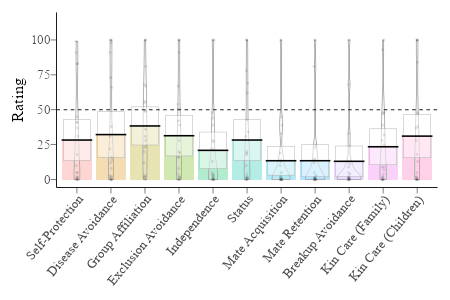 Rating
100
75
50
25
0
Self-Protection
Disease Avoidance
Group Affiliation
Exclusion Avoidance
Independence
Status
Mate Acquisition
Mate Retention
Breakup Avoidance
Kin Care (Family)
Kin Care (Children)